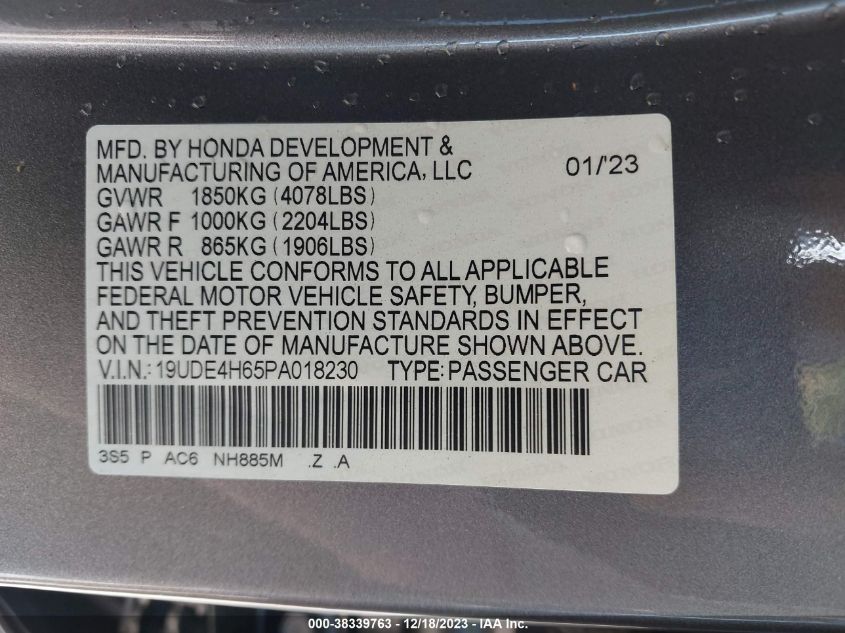 MFD. BY HONDA DEVELOPMENT &
MANUFACTURING OF AMERICA, LLC 01/'23
GVWR 1850KG (4078LBS)
GAWR F 1000KG (2204LBS)
GAWR R 865KG (1906LBS)
THIS VEHICLE CONFORMS TO ALL APPLICABLE
FEDERAL MOTOR VEHICLE SAFETY, BUMPER,
AND THEFT PREVENTION STANDARDS IN EFFECT
ON THE DATE OF MANUFACTURE SHOWN ABOVE.
V.I.N.: 19UDE4H65PA018230 TYPE: PASSENGER CAR
3S5 P AC6 NH885M .Z .A
000-38339763 - 12/18/2023 - IAA Inc.